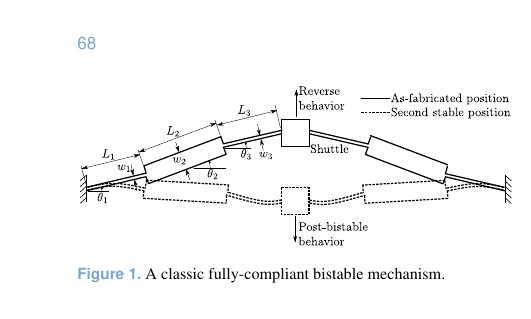 68
Reverse
behavior
As-fabricated position
Second stable position
L3
L2
L1
w1
w2
θ2
θ3
w3
Shuttle
θ1
Post-bistable
behavior
Figure 1. A classic fully-compliant bistable mechanism.